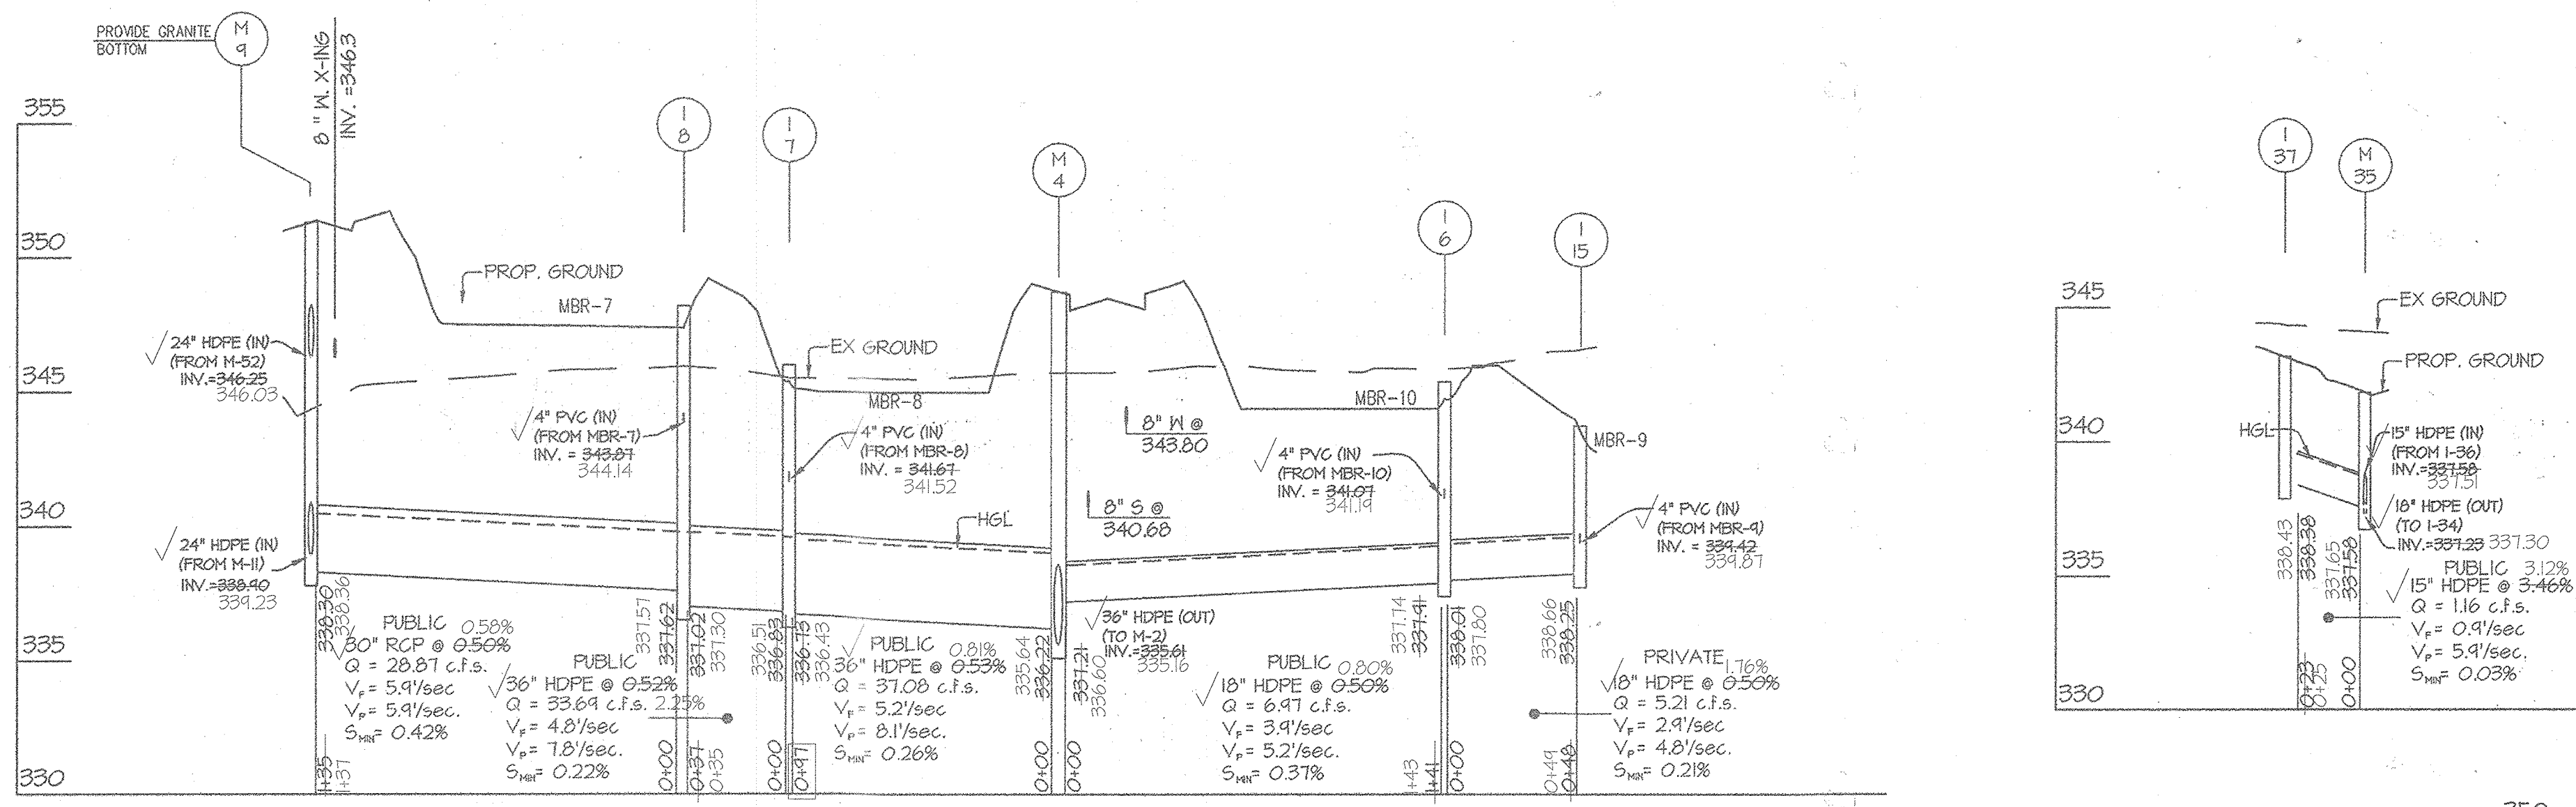 PROVIDE GRANITE
BOTTOM
M
9
8" W. X-ING
INV. =346.3
I
8
I
7
M
4
I
6
I
15
355
350
345
340
335
330
PROP. GROUND
MBR-7
24" HDPE (IN)
(FROM M-52)
INV.=346.25
346.03
24" HDPE (IN)
(FROM M-11)
INV.=338.90
339.23
4" PVC (IN)
(FROM MBR-7)
INV. = 343.87
344.14
EX GROUND
MBR-8
4" PVC (IN)
(FROM MBR-8)
INV. = 341.67
341.52
HGL
8" W @
343.80
8" S @
340.68
MBR-10
4" PVC (IN)
(FROM MBR-10)
INV. = 341.07
341.19
MBR-9
4" PVC (IN)
(FROM MBR-9)
INV. = 339.42
339.87
36" HDPE (OUT)
(TO M-2)
INV.=335.61
335.16
338.30
338.36
PUBLIC 0.58%
30" RCP @ 0.50%
Q = 28.87 c.f.s.
VF = 5.9'/sec
VP = 5.9'/sec.
SMIN = 0.42%
1+35
1+37
PUBLIC
36" HDPE @ 0.52%
Q = 33.69 c.f.s. 2.25%
VF = 4.8'/sec
VP = 7.8'/sec.
SMIN = 0.22%
337.57
337.62
337.02
337.30
0+00
0+37
0+35
336.51
336.83
336.73
336.43
0+00
0+97
PUBLIC 0.81%
36" HDPE @ 0.53%
Q = 37.08 c.f.s.
VF = 5.2'/sec
VP = 8.1'/sec.
SMIN = 0.26%
335.64
336.22
337.21
336.60
0+00
0+00
PUBLIC 0.80%
18" HDPE @ 0.50%
Q = 6.97 c.f.s.
VF = 3.9'/sec
VP = 5.2'/sec.
SMIN = 0.37%
337.74
337.91
338.01
337.80
1+43
1+41
0+00
338.66
338.25
0+49
0+48
PRIVATE 1.76%
18" HDPE @ 0.50%
Q = 5.21 c.f.s.
VF = 2.9'/sec
VP = 4.8'/sec.
SMIN = 0.21%
I
37
M
35
345
340
335
330
EX GROUND
PROP. GROUND
HGL
15" HDPE (IN)
(FROM I-36)
INV.=337.58
337.51
18" HDPE (OUT)
(TO I-34)
INV.=337.23 337.30
338.43
338.38
337.65
337.58
PUBLIC 3.12%
15" HDPE @ 3.46%
Q = 1.16 c.f.s.
VF = 0.9'/sec
VP = 5.9'/sec.
SMIN = 0.03%
0+23
0+25
0+00